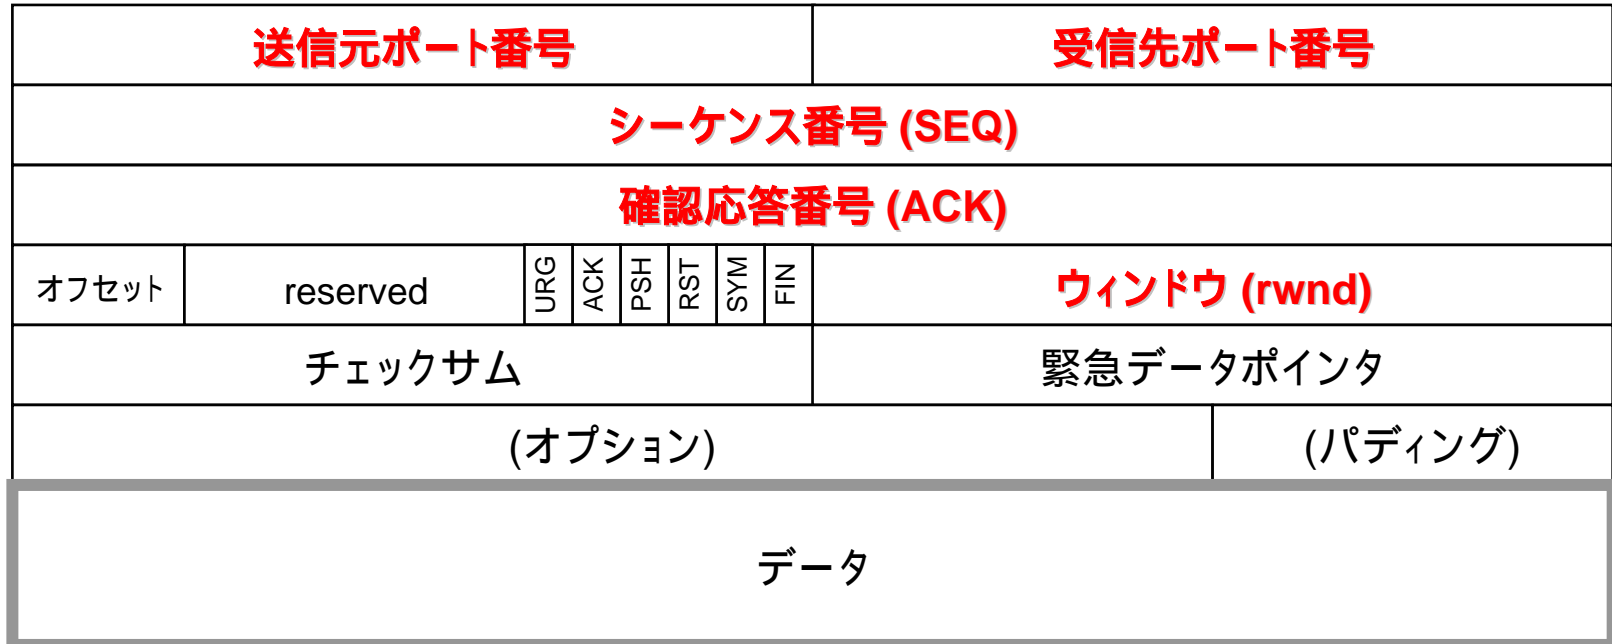 送信元ポート番号 受信先ポート番号
シーケンス番号 (SEQ)
確認応答番号 (ACK)
オフセット reserved URG ACK PSH RST SYM FIN ウィンドウ (rwnd)
チェックサム 緊急データポインタ
(オプション) (パディング)
データ